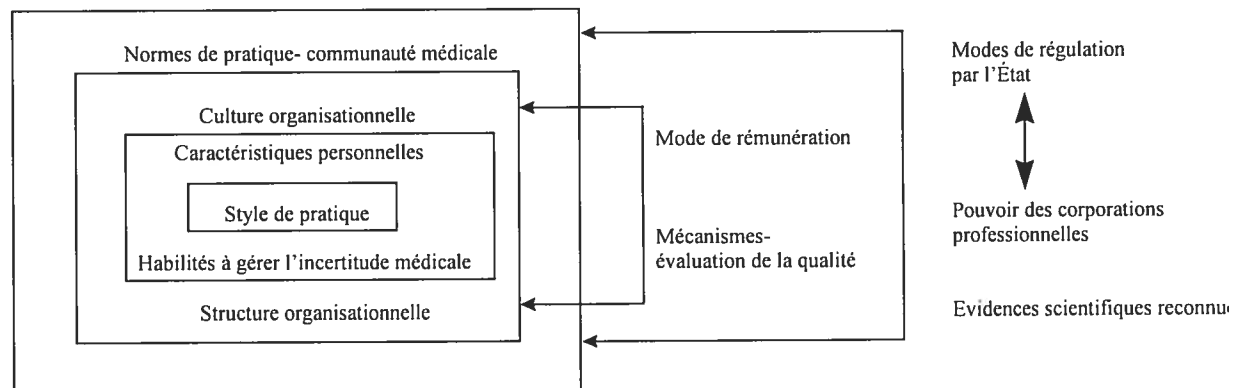 Normes de pratique- communauté médicale
Culture organisationnelle
Caractéristiques personnelles
Style de pratique
Habilités à gérer l'incertitude médicale
Structure organisationnelle
Mode de rémunération
Mécanismes-
évaluation de la qualité
Modes de régulation
par l'État
Pouvoir des corporations
professionnelles
Evidences scientifiques